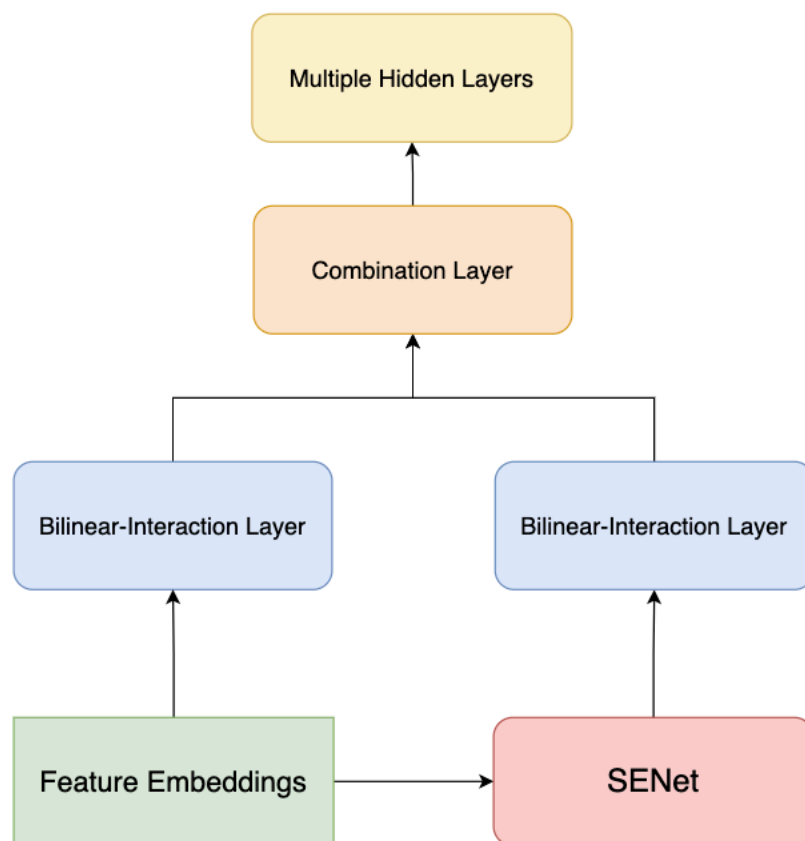 Multiple Hidden Layers
Combination Layer
Bilinear-Interaction Layer
Bilinear-Interaction Layer
Feature Embeddings
SENet